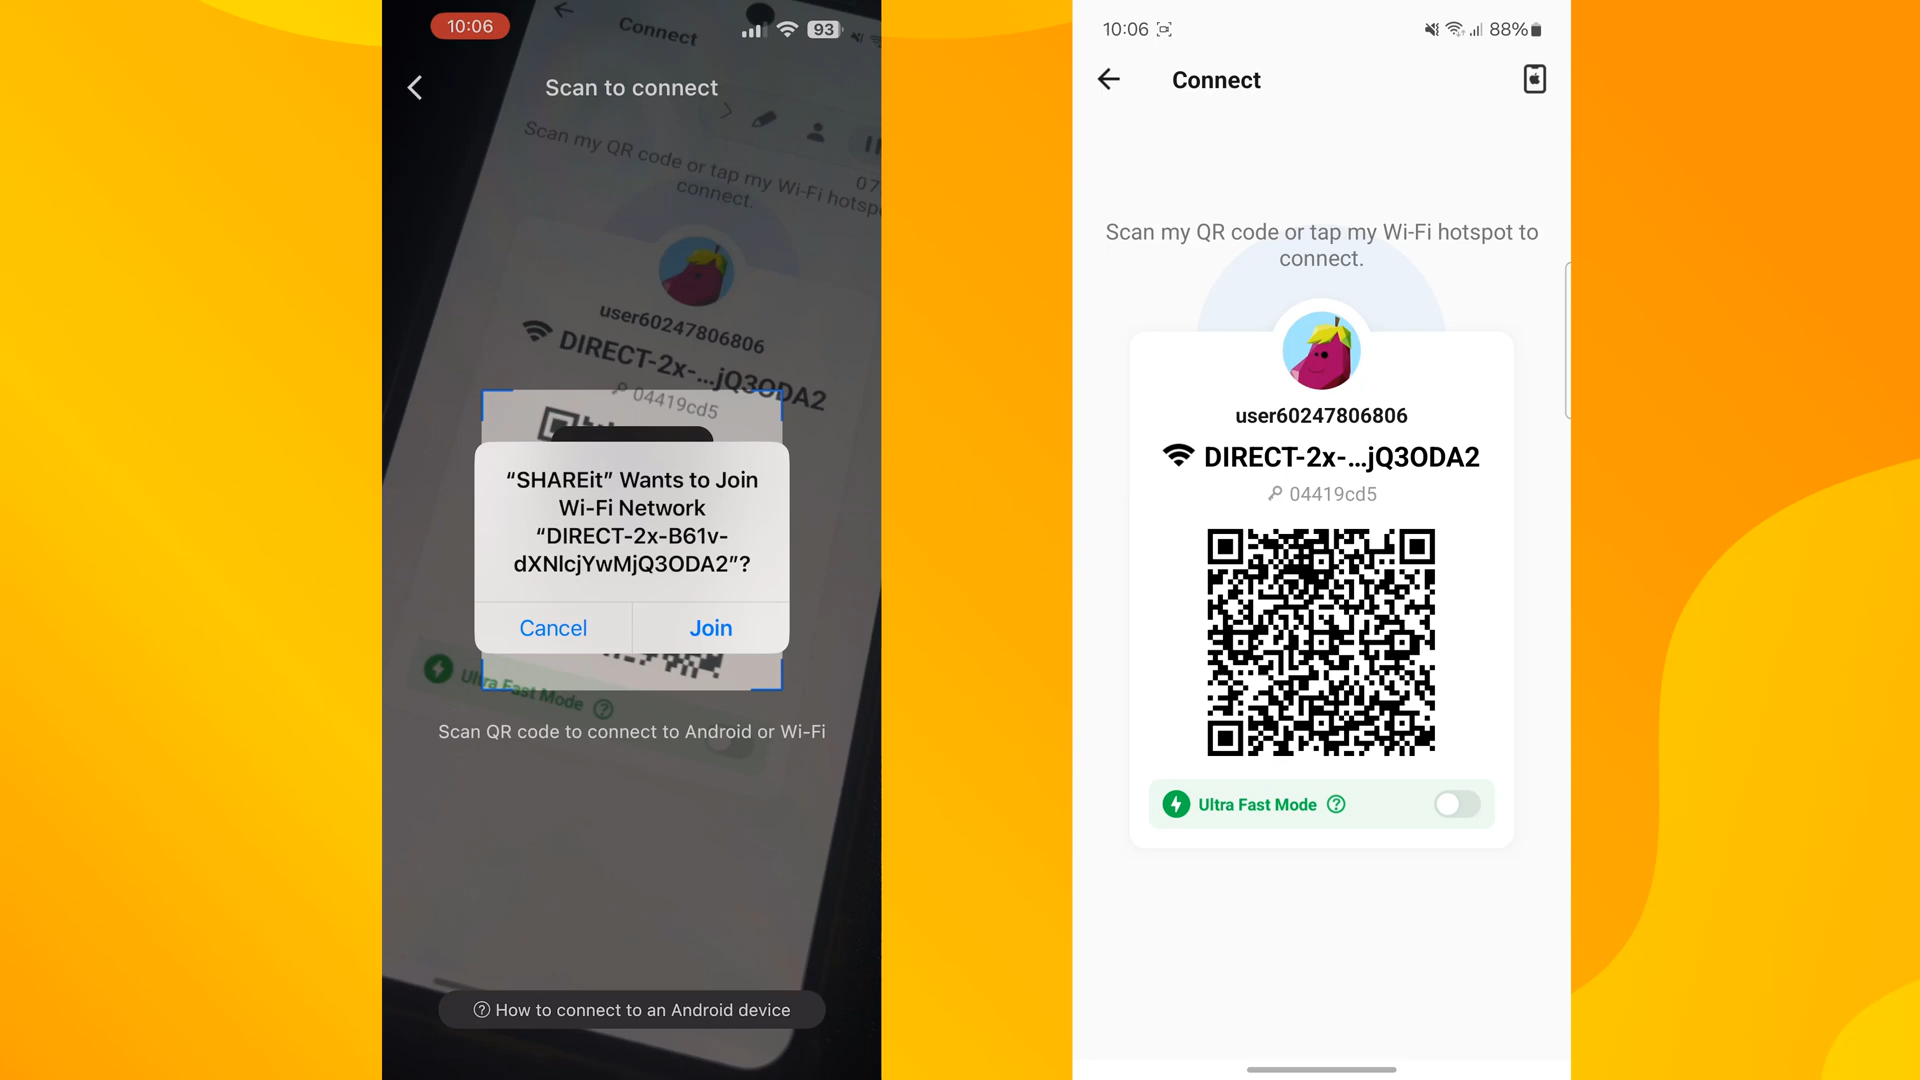 10:06
93
Connect
Scan to connect
Scan my QR code or tap my Wi-Fi hotsp
connect.
07
user60247806806
DIRECT-2x-...jQ3ODA2
04419cd5
“SHAREit” Wants to Join
Wi-Fi Network
“DIRECT-2x-B61v-
dXNlcjYwMjQ3ODA2”?
Cancel
Join
Ultra Fast Mode
Scan QR code to connect to Android or Wi-Fi
How to connect to an Android device
10:06
88%
Connect
Scan my QR code or tap my Wi-Fi hotspot to
connect.
user60247806806
DIRECT-2x-...jQ3ODA2
04419cd5
Ultra Fast Mode